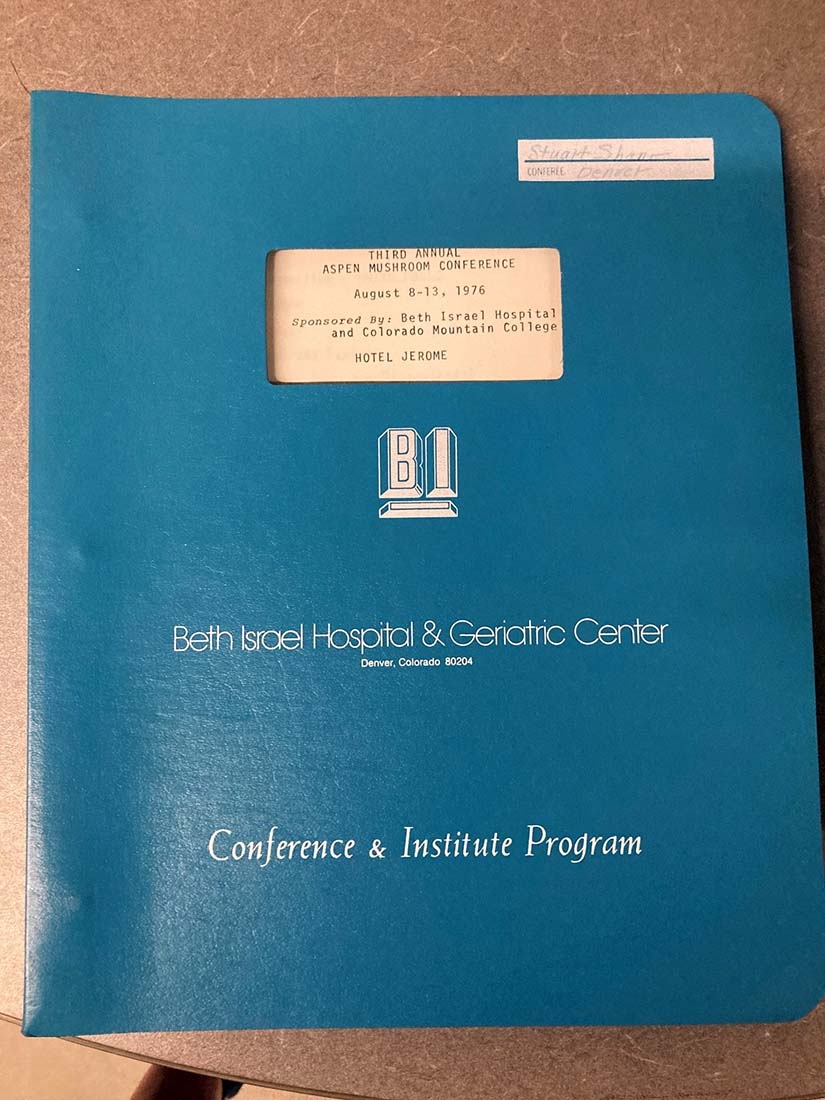 Stuart
CONFEREE Denver
THIRD ANNUAL
ASPEN MUSHROOM CONFERENCE
August 8-13, 1976
Sponsored By: Beth Israel Hospital
and Colorado Mountain College
HOTEL JEROME
BI
Beth Israel Hospital & Geriatric Center
Denver, Colorado 80204
Conference & Institute Program